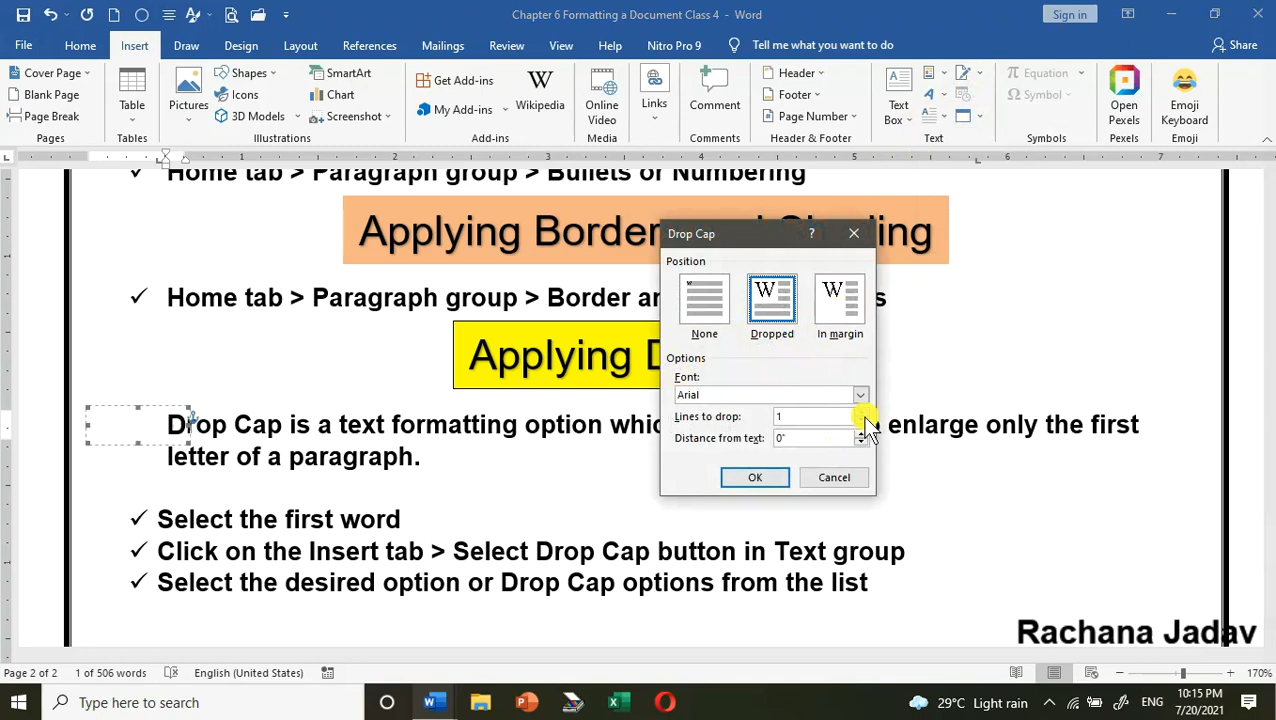 Chapter 6 Formatting a Document Class 4 - Word
Sign in
File Home Insert Draw Design Layout References Mailings Review View Help Nitro Pro 9 Tell me what you want to do Share
Cover Page
Blank Page
Page Break
Pages
Table
Tables
Pictures
Shapes
Icons
3D Models
SmartArt
Chart
Screenshot
Illustrations
Get Add-ins
My Add-ins
Wikipedia
Add-ins
Online Video
Media
Links
Comment
Comments
Header
Footer
Page Number
Header & Footer
Text Box
Text
Equation
Symbol
Symbols
Open Pexels
Pexels
Emoji Keyboard
Emoji
1 2 3 4 5 6 7
✓ Home tab > Paragraph group > Bullets or Numbering
Applying Border
ing
✓ Home tab > Paragraph group > Border
Applying
Drop Cap
?
Position
W
W
W
None Dropped In margin
Options
Font:
Arial
Lines to drop: 1
Distance from text: 0"
OK Cancel
Drop Cap is a text formatting option enlarge only the first
letter of a paragraph.
✓ Select the first word
✓ Click on the Insert tab > Select Drop Cap button in Text group
✓ Select the desired option or Drop Cap options from the list
Rachana Jadav
Page 2 of 2 1 of 506 words English (United States) 170%
Type here to search
29°C Light rain ENG
10:15 PM
7/20/2021